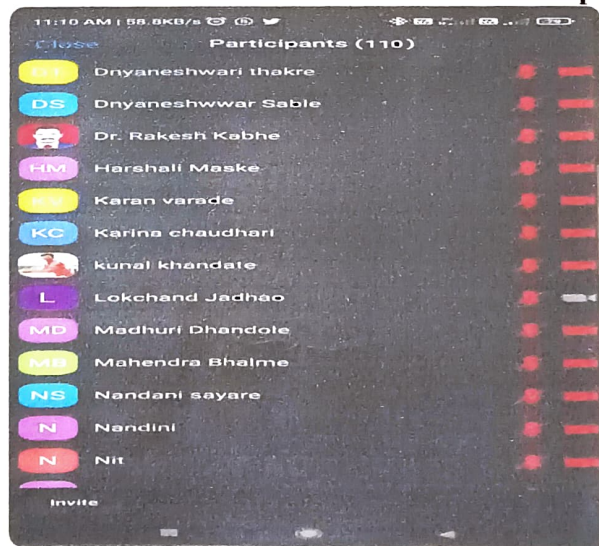 11:10 AM | 58.8KB/s
Close Participants (110)
DT Dnyaneshwari thakre
DS Dnyaneshwwar Sable
Dr. Rakesh Kabhe
HM Harshali Maske
KV Karan varade
KC Karina chaudhari
kunal khandate
L Lokchand Jadhao
MD Madhuri Dhandole
MB Mahendra Bhalme
NS Nandani sayare
N Nandini
N Nit
Invite